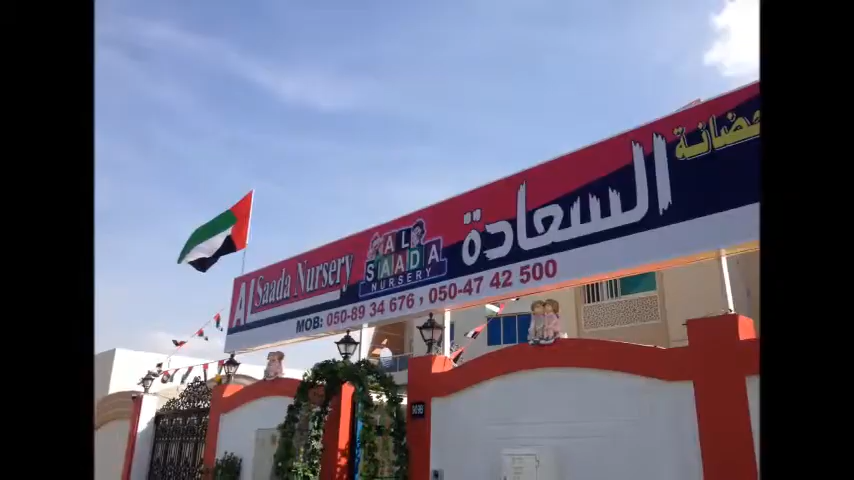 حضانة
السعادة
Al Saada Nursery
AL
SAADA
NURSERY
MOB: 050-89 34 676 , 050-47 42 500